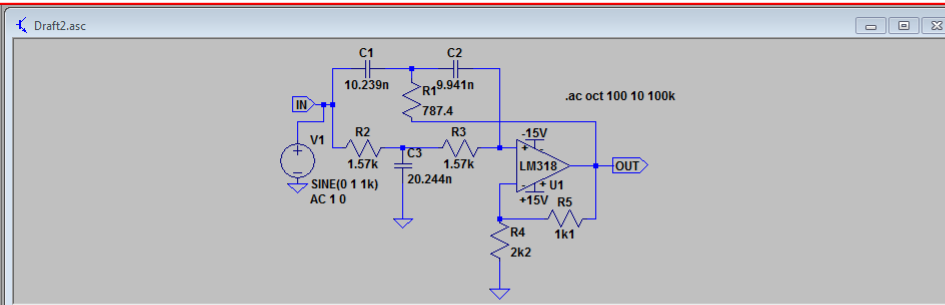 Draft2.asc
C1
C2
10.239n
R1
9.941n
787.4
.ac oct 100 10 100k
IN
-15V
V1
R2
C3
R3
+
-
1.57k
1.57k
LM318
OUT
20.244n
SINE(0 1 1k)
AC 1 0
-
+
U1
+15V
R5
R4
1k1
2k2